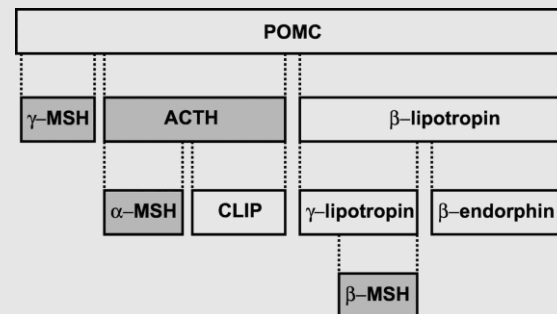 POMC
γ–MSH ACTH β–lipotropin
α–MSH CLIP γ–lipotropin β–endorphin
β–MSH